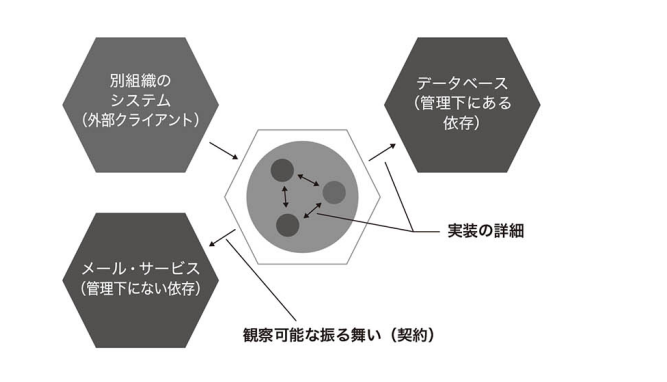 別組織の
システム
（外部クライアント）
データベース
（管理下にある
依存）
実装の詳細
メール・サービス
（管理下にない依存）
観察可能な振る舞い（契約）